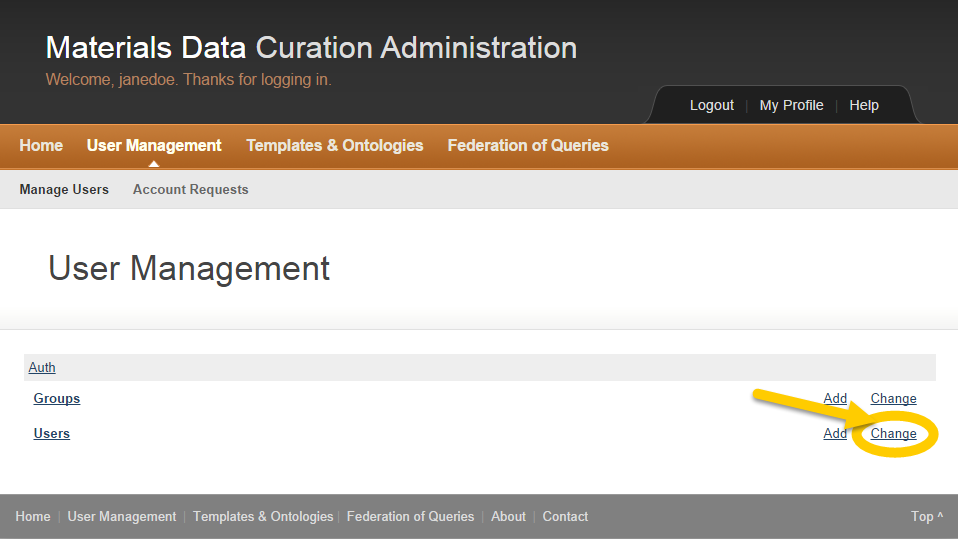 Materials Data Curation Administration
Welcome, janedoe. Thanks for logging in.
Logout | My Profile | Help
Home User Management Templates & Ontologies Federation of Queries
Manage Users Account Requests
User Management
Auth
Groups Add Change
Users Add Change
Home | User Management | Templates & Ontologies | Federation of Queries | About | Contact Top ^